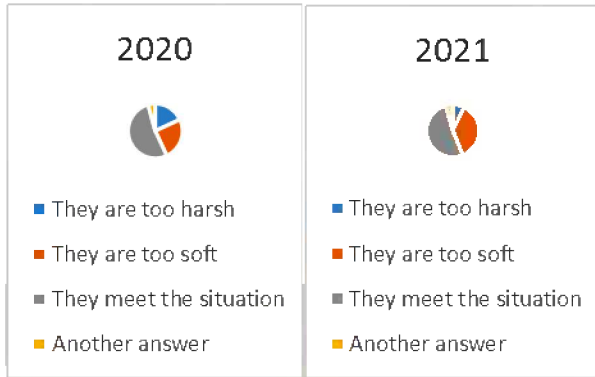 2020
They are too harsh
They are too soft
They meet the situation
Another answer
2021
They are too harsh
They are too soft
They meet the situation
Another answer